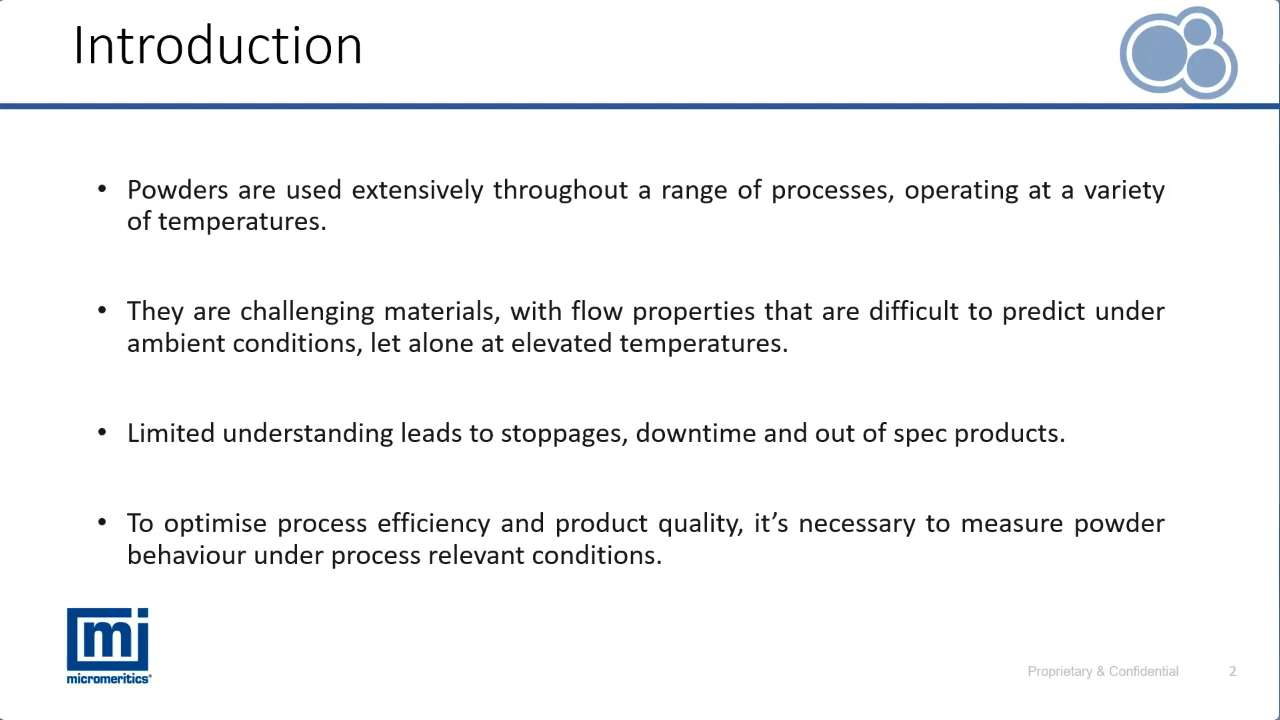 Introduction
• Powders are used extensively throughout a range of processes, operating at a variety
of temperatures.
• They are challenging materials, with flow properties that are difficult to predict under
ambient conditions, let alone at elevated temperatures.
• Limited understanding leads to stoppages, downtime and out of spec products.
• To optimise process efficiency and product quality, it’s necessary to measure powder
behaviour under process relevant conditions.
mi
micromeritics®
Proprietary & Confidential 2